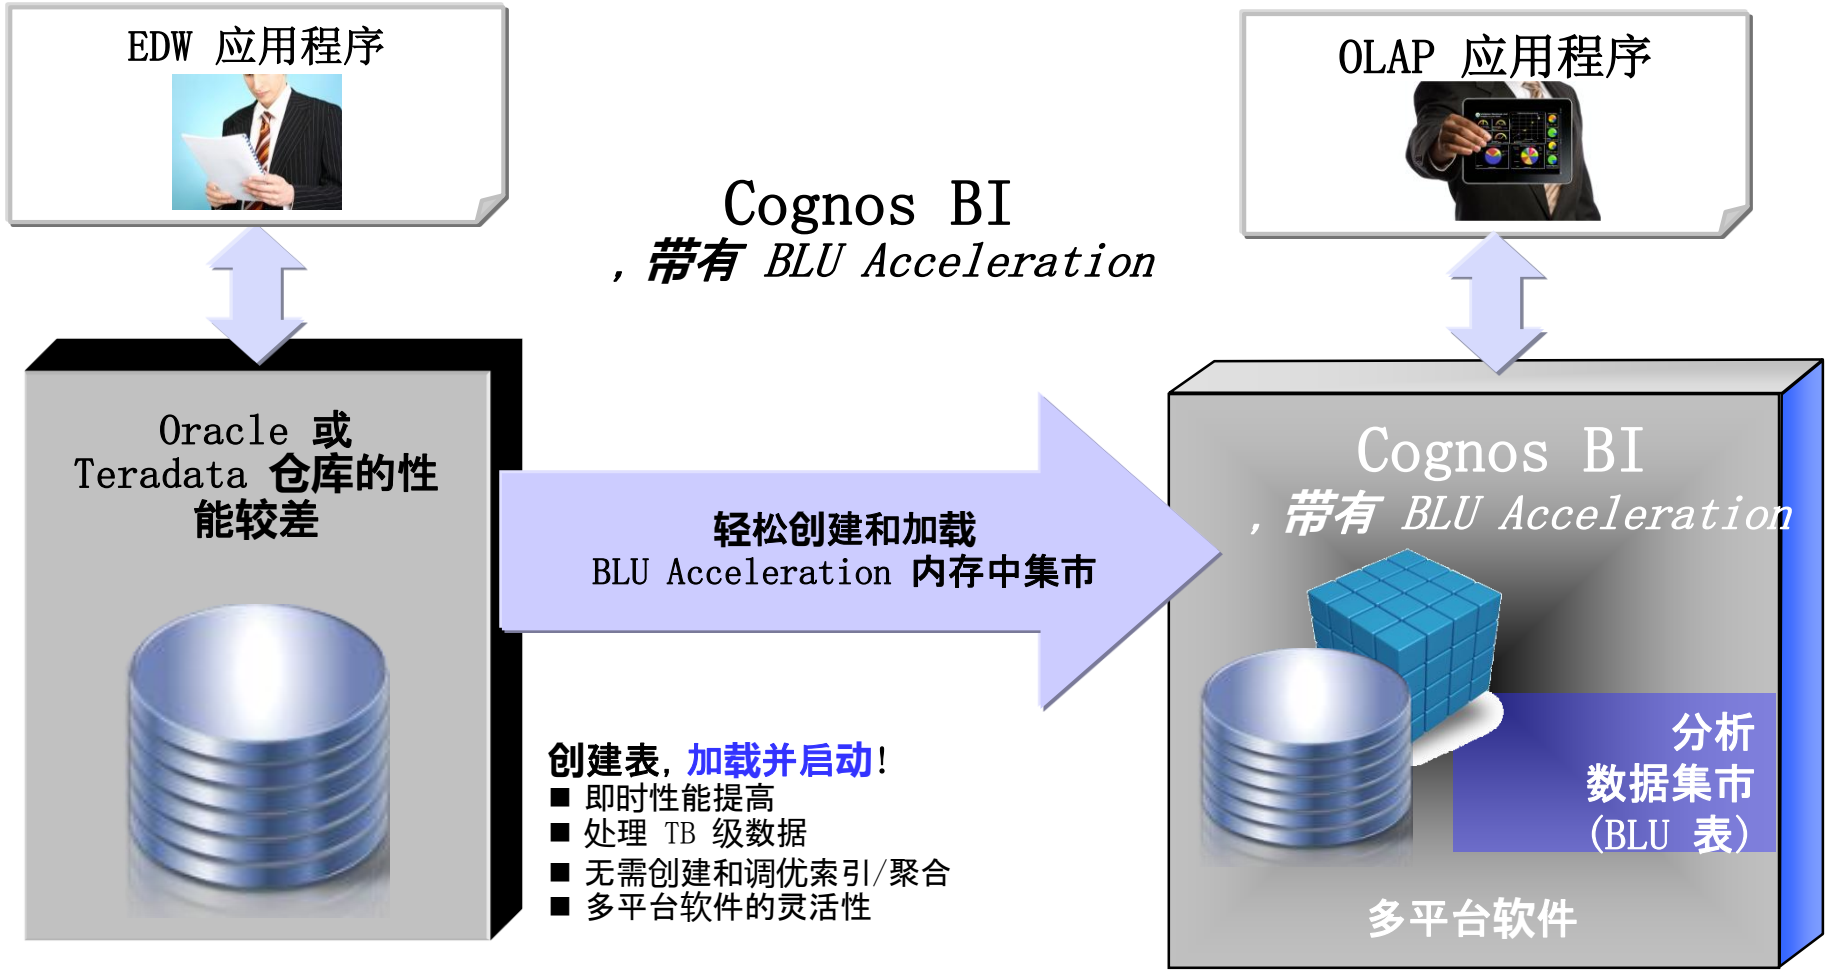 EDW 应用程序
OLAP 应用程序
Cognos BI
, 带有 BLU Acceleration
Oracle 或
Teradata 仓库的性
能较差
轻松创建和加载
BLU Acceleration 内存中集市
Cognos BI
, 带有 BLU Acceleration
创建表, 加载并启动!
■ 即时性能提高
■ 处理 TB 级数据
■ 无需创建和调优索引/聚合
■ 多平台软件的灵活性
分析
数据集市
(BLU 表)
多平台软件